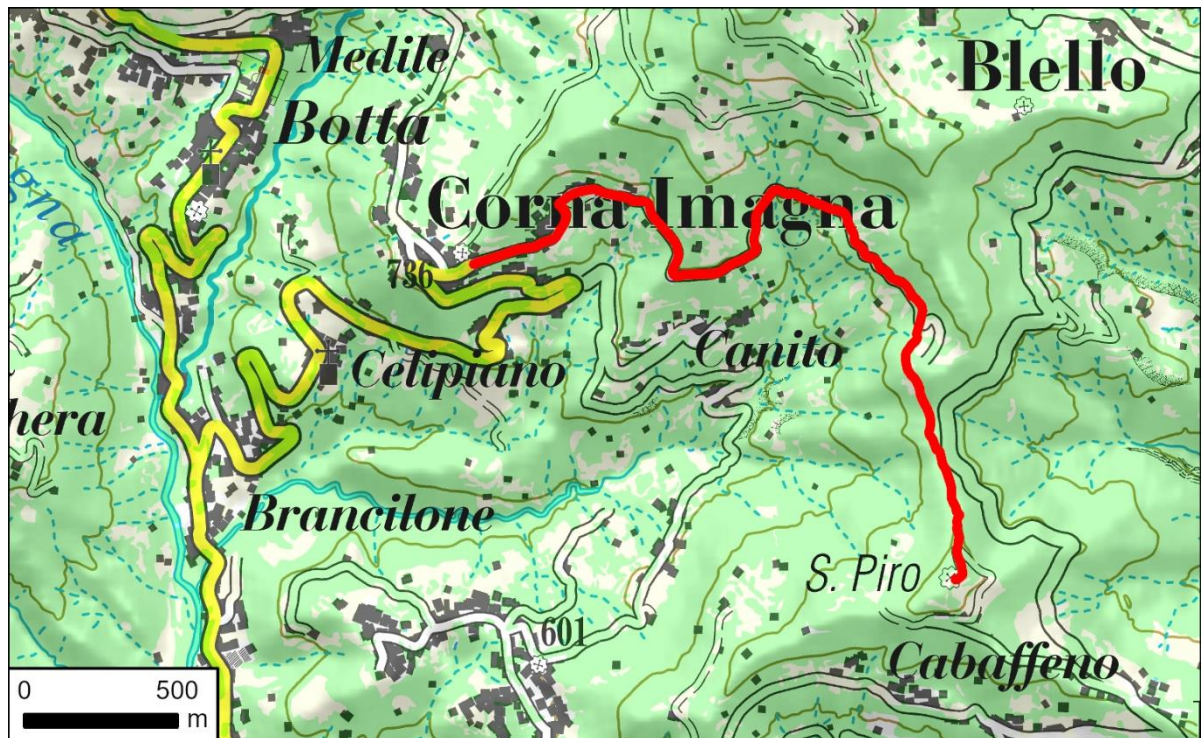 Medile
Blello
Botta
Corna Imagna
736
Canito
Celipiano
hera
Brancilone
S. Piro
601
Cabaffeno
0 500
m